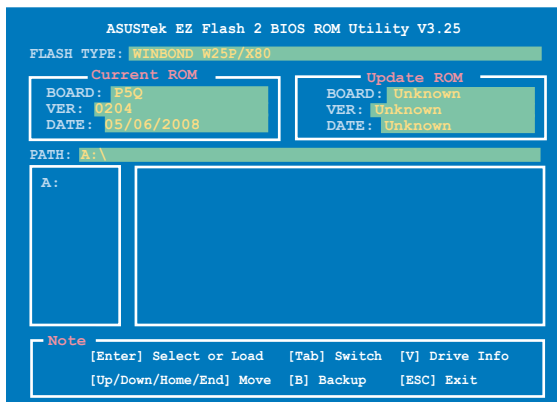 ASUSTek EZ Flash 2 BIOS ROM Utility V3.25
FLASH TYPE: WINBOND W25P/X80
Current ROM
BOARD: P5Q
VER: 0204
DATE: 05/06/2008
Update ROM
BOARD: Unknown
VER: Unknown
DATE: Unknown
PATH: A:\
A:
Note
[Enter] Select or Load [Tab] Switch [V] Drive Info
[Up/Down/Home/End] Move [B] Backup [ESC] Exit